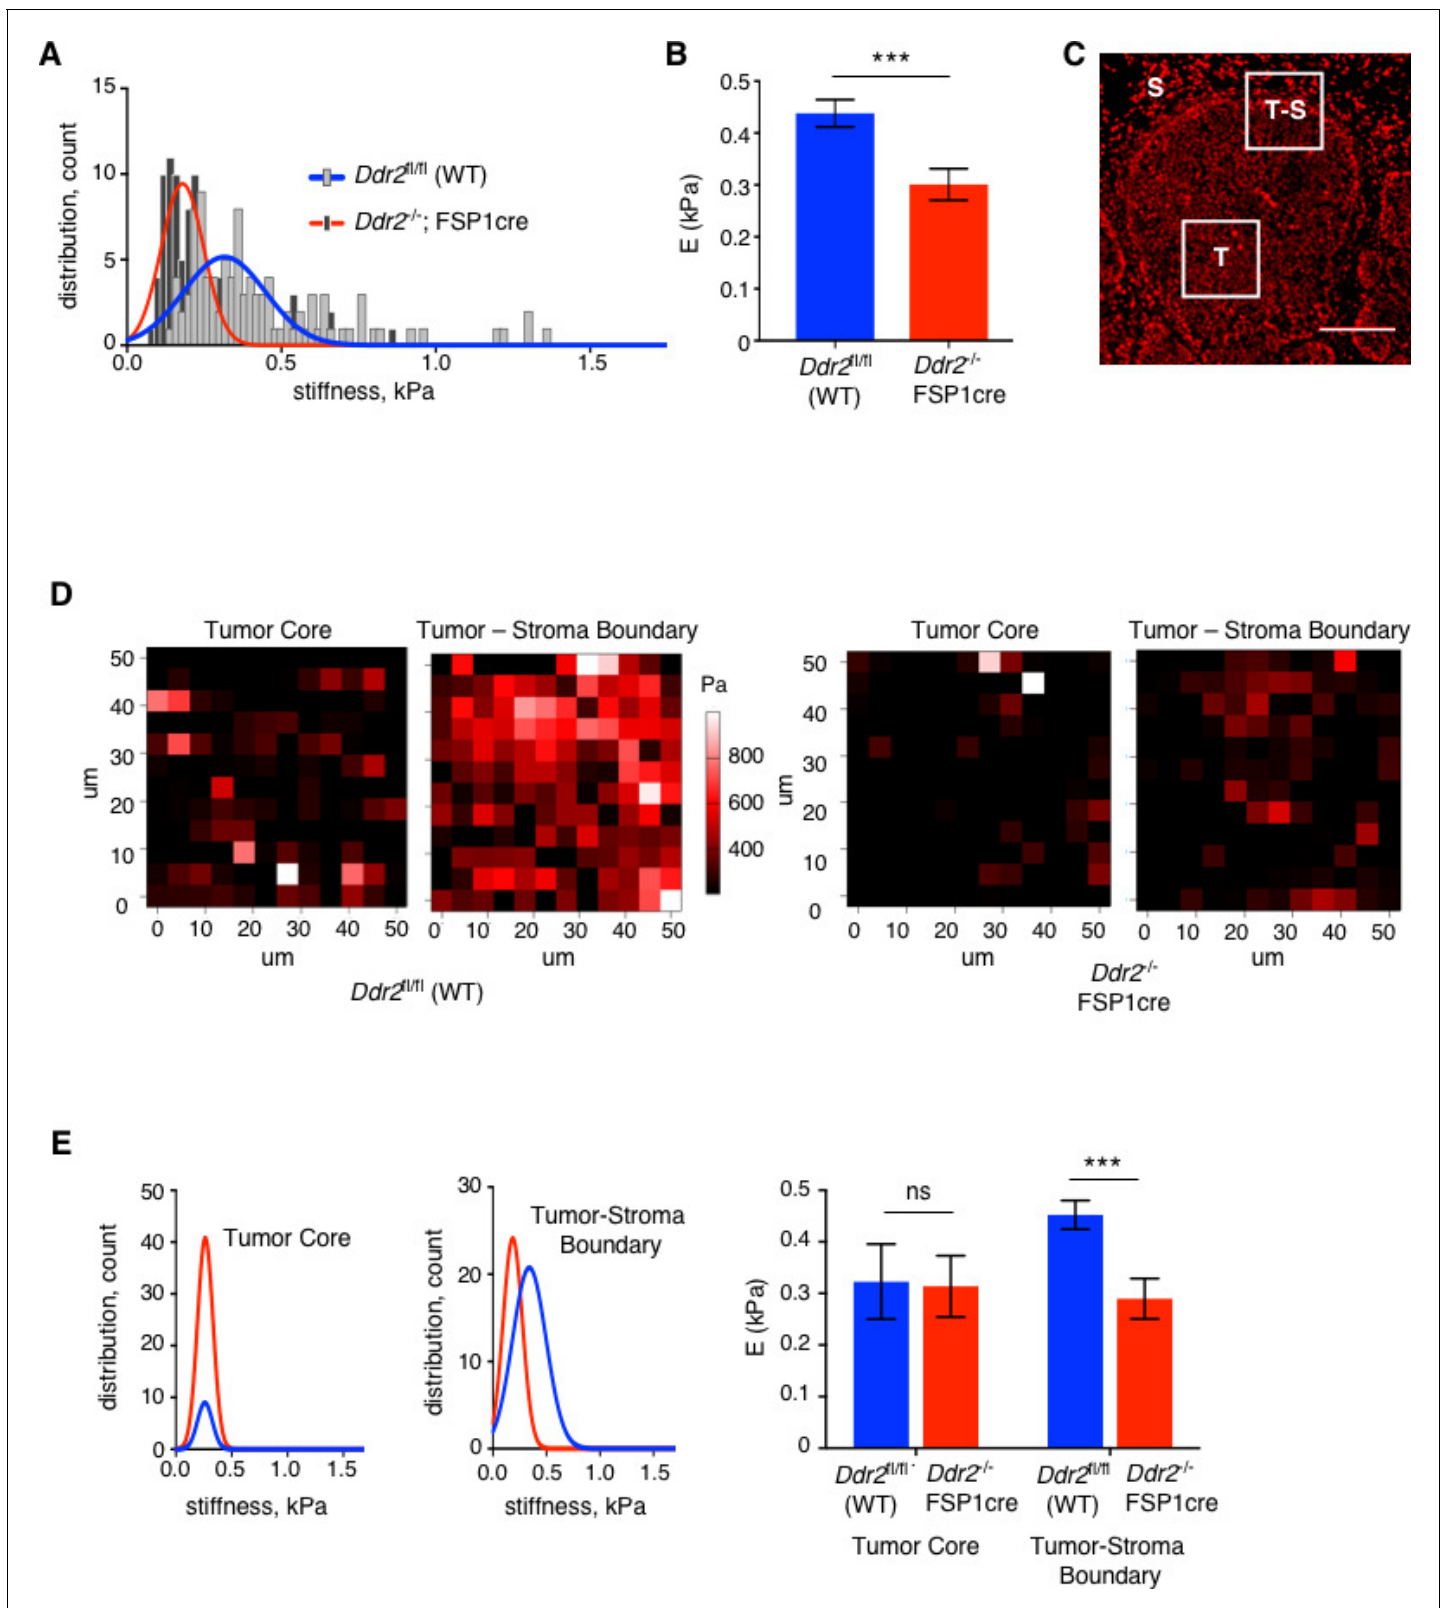 A
15
10
5
0
distribution, count
0.0 0.5 1.0 1.5
stiffness, kPa
Ddr2fl/fl (WT)
Ddr2-/-; FSP1cre
B
***
0.5
0.4
0.3
0.2
0.1
0
E (kPa)
Ddr2fl/fl
(WT)
Ddr2-/-
FSP1cre
C
S
T-S
T
D
Tumor Core
Tumor – Stroma Boundary
50
40
30
20
10
0
um
0 10 20 30 40 50
um
0 10 20 30 40 50
um
Pa
800
600
400
Ddr2fl/fl (WT)
Tumor Core
Tumor – Stroma Boundary
50
40
30
20
10
0
um
0 10 20 30 40 50
um
0 10 20 30 40 50
um
Ddr2-/-
FSP1cre
E
50
40
30
20
10
0
distribution, count
Tumor Core
0.0 0.5 1.0 1.5
stiffness, kPa
30
20
10
0
distribution, count
Tumor-Stroma
Boundary
0.0 0.5 1.0 1.5
stiffness, kPa
ns
***
0.5
0.4
0.3
0.2
0.1
0
E (kPa)
Ddr2fl/fl
(WT)
Ddr2-/-
FSP1cre
Ddr2fl/fl
(WT)
Ddr2-/-
FSP1cre
Tumor Core
Tumor-Stroma
Boundary